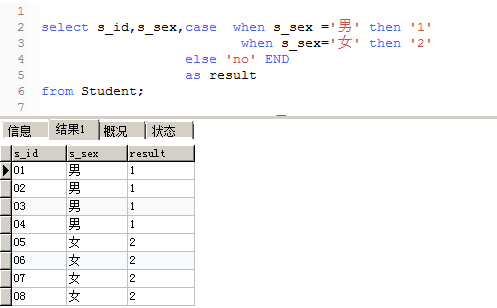 1
2 select s_id,s_sex,case when s_sex ='男' then '1'
3 when s_sex='女' then '2'
4 else 'no' END
5 as result
6 from Student;
7
信息 结果1 概况 状态
s_id s_sex result
01 男 1
02 男 1
03 男 1
04 男 1
05 女 2
06 女 2
07 女 2
08 女 2